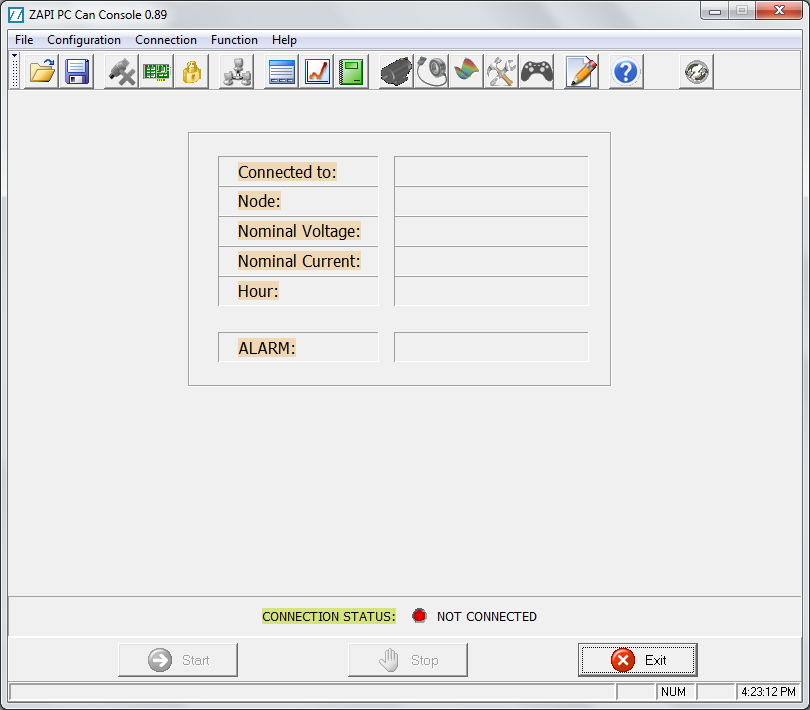 ZAPI PC Can Console 0.89
File Configuration Connection Function Help
Connected to:
Node:
Nominal Voltage:
Nominal Current:
Hour:
ALARM:
CONNECTION STATUS: NOT CONNECTED
Start Stop Exit
NUM 4:23:12 PM